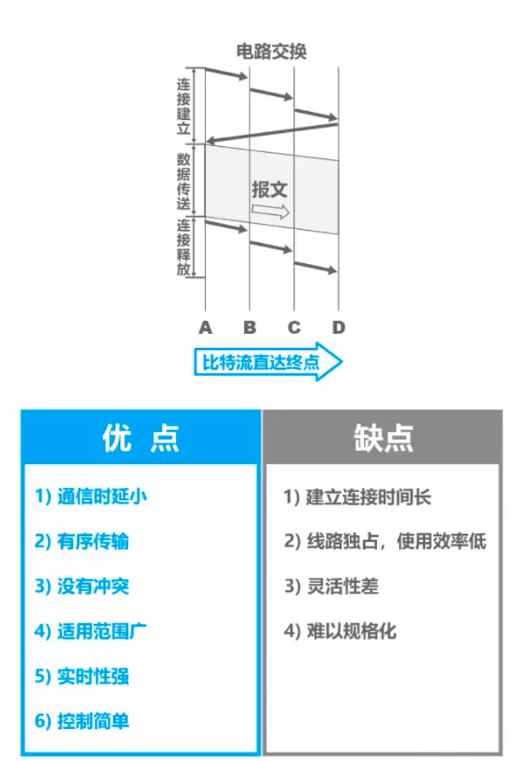 电路交换
连接建立
数据传送
报文
连接释放
A B C D
比特流直达终点
优 点
1) 通信时延小
2) 有序传输
3) 没有冲突
4) 适用范围广
5) 实时性强
6) 控制简单
缺点
1) 建立连接时间长
2) 线路独占，使用效率低
3) 灵活性差
4) 难以规格化